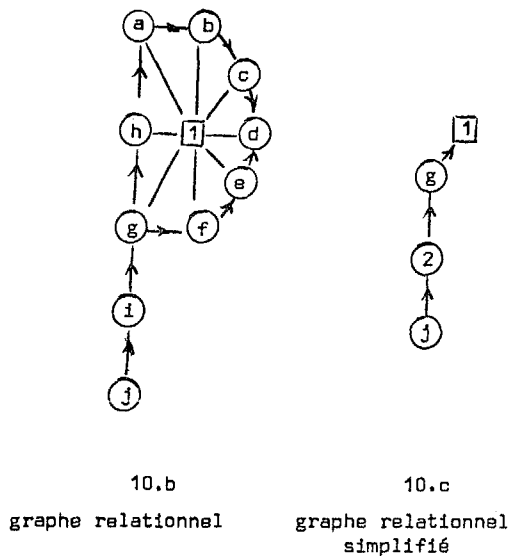 a b
c
h 1 d
e
g f
i
j
1
g
2
j
10.b
graphe relationnel
10.c
graphe relationnel
simplifié